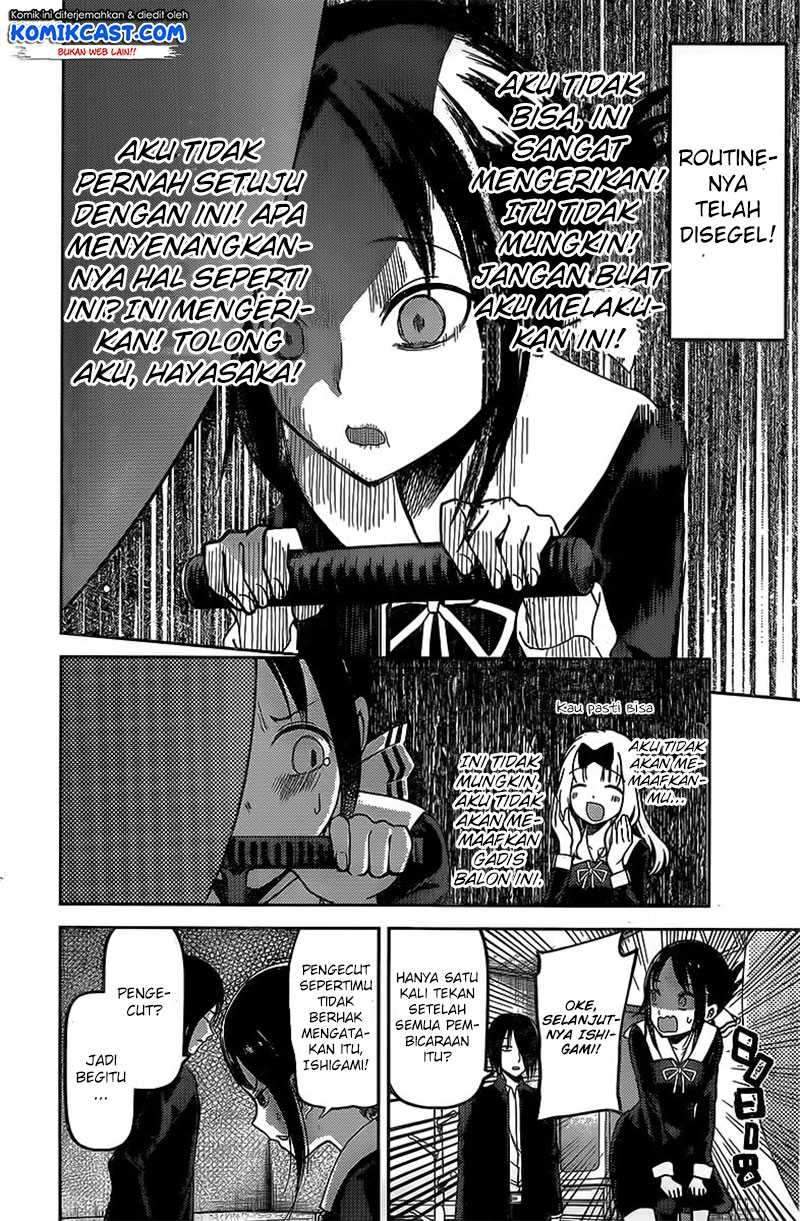 Komik ini diterjemahkan & diedit oleh
KOMIKCAST.COM
BUKAN WEB LAIN!!
ROUTINE-
NYA
TELAH
DISEGEL!
AKU TIDAK
BISA, INI
SANGAT
MENGERIKAN!
ITU TIDAK
MUNGKIN!
JANGAN BUAT
AKU MELAKU-
KAN INI!
AKU TIDAK
PERNAH SETUJU
DENGAN INI! APA
MENYENANGKAN-
NYA HAL SEPERTI
INI? INI MENGERI-
KAN! TOLONG
AKU, HAYASAKA!
Kau pasti Bisa
AKU TIDAK
AKAN ME-
MAAFKAN-
MU...
INI TIDAK
MUNGKIN,
AKU TIDAK
AKAN ME-
MAAFKAN
GADIS
BALON INI.
OKE,
SELANJUT-
NYA ISHI-
GAMI!
HANYA SATU
KALI TEKAN
SETELAH
SEMUA PEM-
BICARAAN
ITU?
PENGECUT
SEPERTIMU
TIDAK
BERHAK
MENGATA-
KAN ITU,
ISHIGAMI!
PENGE-
CUT?
JADI
BEGITU
...